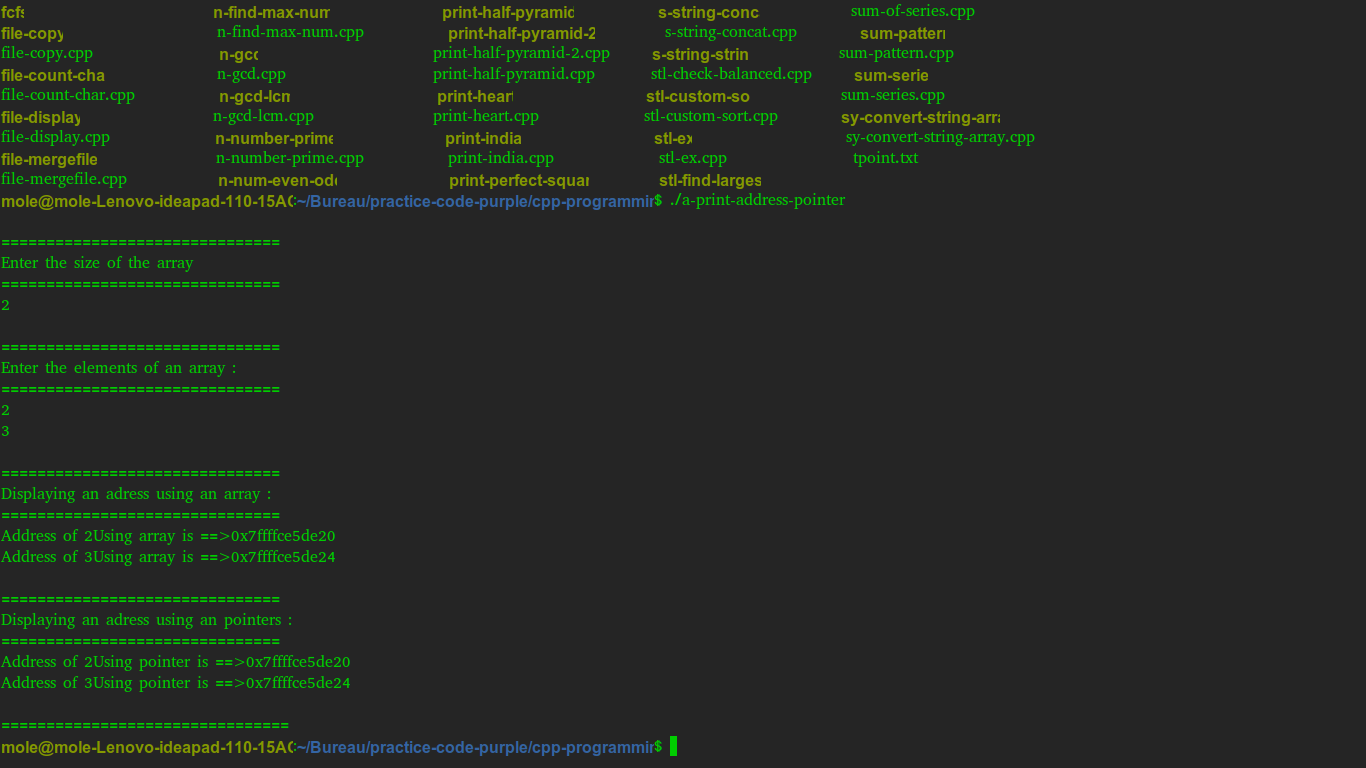 fcfs n-find-max-num print-half-pyramid s-string-conc sum-of-series.cpp
file-copy n-find-max-num.cpp print-half-pyramid-2 s-string-concat.cpp sum-pattern
file-copy.cpp n-gcd print-half-pyramid-2.cpp s-string-strin sum-pattern.cpp
file-count-cha n-gcd.cpp print-half-pyramid.cpp stl-check-balanced.cpp sum-serie
file-count-char.cpp n-gcd-lcm print-heart stl-custom-so sum-series.cpp
file-display n-gcd-lcm.cpp print-heart.cpp stl-custom-sort.cpp sy-convert-string-arra
file-display.cpp n-number-prime print-india stl-ex sy-convert-string-array.cpp
file-mergefile n-number-prime.cpp print-india.cpp stl-ex.cpp tpoint.txt
file-mergefile.cpp n-num-even-odd print-perfect-squar stl-find-larges
mole@mole-Lenovo-ideapad-110-15AC:~/Bureau/practice-code-purple/cpp-programmin$ ./a-print-address-pointer
===============================
Enter the size of the array
===============================
2
===============================
Enter the elements of an array :
===============================
2
3
===============================
Displaying an adress using an array :
===============================
Address of 2Using array is ==>0x7ffffce5de20
Address of 3Using array is ==>0x7ffffce5de24
===============================
Displaying an adress using an pointers :
===============================
Address of 2Using pointer is ==>0x7ffffce5de20
Address of 3Using pointer is ==>0x7ffffce5de24
================================
mole@mole-Lenovo-ideapad-110-15AC:~/Bureau/practice-code-purple/cpp-programmin$